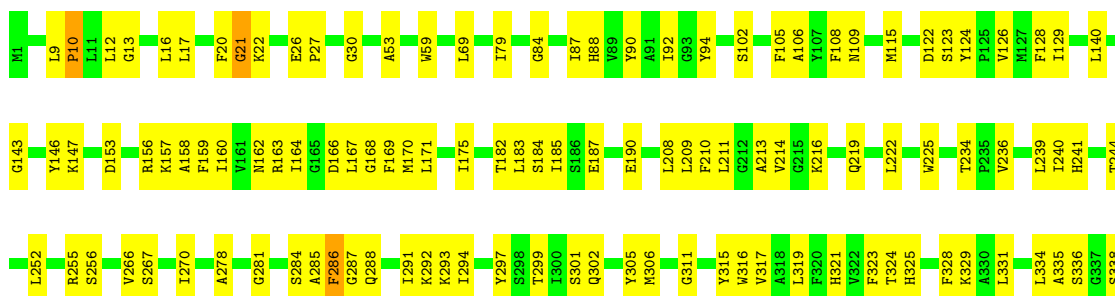 M1 L9 P10 L11 L12 G13 L16 L17 F20 G21 K22 E26 P27 G30 A53 W59 L69 I79 G84 I87 H88 V89 Y90 A91 I92 G93 Y94 S102 F105 A106 Y107 F108 N109 M115 D122 S123 Y124 P125 V126 M127 F128 I129 L140
G143 Y146 K147 D153 R156 K157 A158 F159 I160 V161 N162 R163 I164 G165 D166 L167 G168 F169 M170 L171 I175 T182 L183 S184 I185 S186 E187 E190 L208 L209 F210 L211 G212 A213 V214 G215 K216 Q219 L222 W225 T234 P235 V236 L239 I240 H241 T244
L252 R255 S256 V266 S267 I270 A278 G281 S284 A285 F286 G287 Q288 I291 K292 K293 I294 Y297 S298 T299 I300 S301 Q302 Y305 M306 G311 Y315 W316 V317 A318 L319 F320 H321 V322 F323 T324 H325 F328 K329 A330 L331 L334 A335 S336 G337